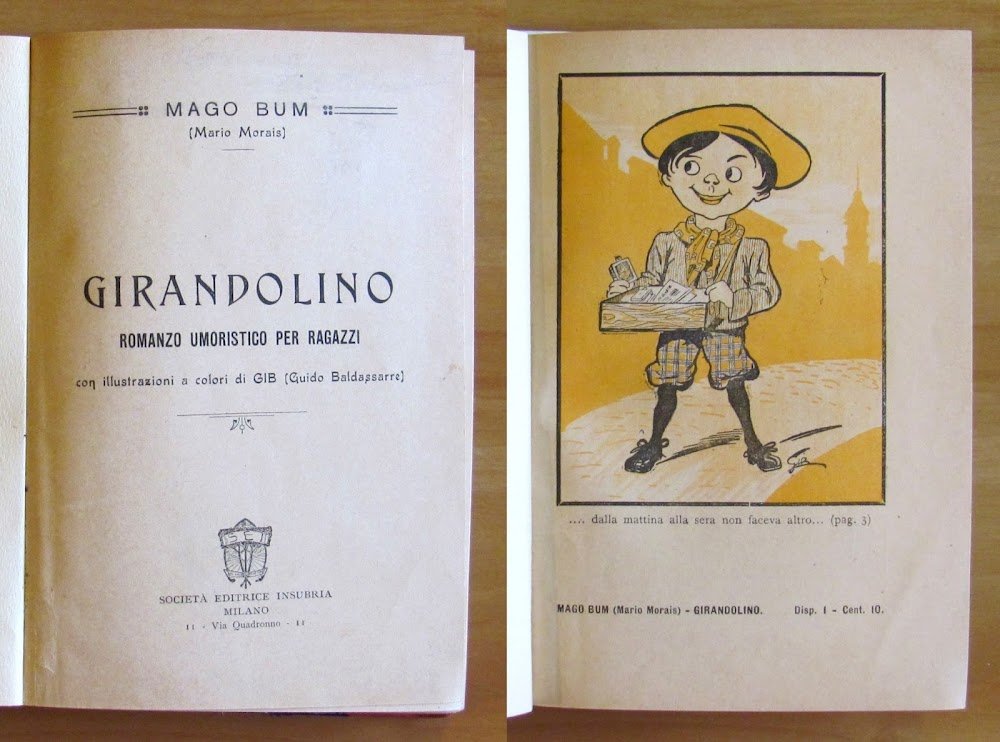 MAGO BUM
(Mario Morais)
GIRANDOLINO
ROMANZO UMORISTICO PER RAGAZZI
con illustrazioni a colori di GIB (Guido Baldassarre)
SEI
SOCIETÀ EDITRICE INSUBRIA
MILANO
11 - Via Quadronno - 11
GIB
.... dalla mattina alla sera non faceva altro... (pag. 3)
MAGO BUM (Mario Morais) - GIRANDOLINO. Disp. 1 - Cent. 10.